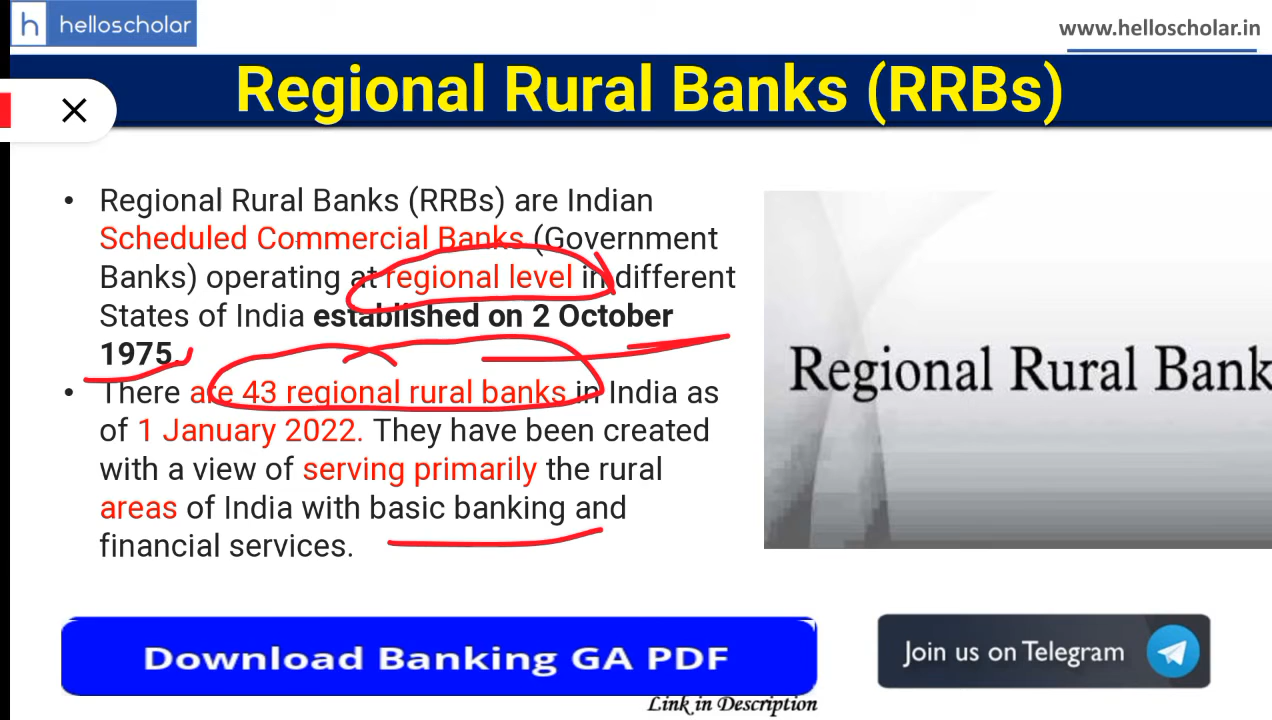 h helloscholar
www.helloscholar.in
Regional Rural Banks (RRBs)
• Regional Rural Banks (RRBs) are Indian
Scheduled Commercial Banks (Government
Banks) operating at regional level in different
States of India established on 2 October
1975.
• There are 43 regional rural banks in India as
of 1 January 2022. They have been created
with a view of serving primarily the rural
areas of India with basic banking and
financial services.
Regional Rural Bank
Download Banking GA PDF
Link in Description
Join us on Telegram